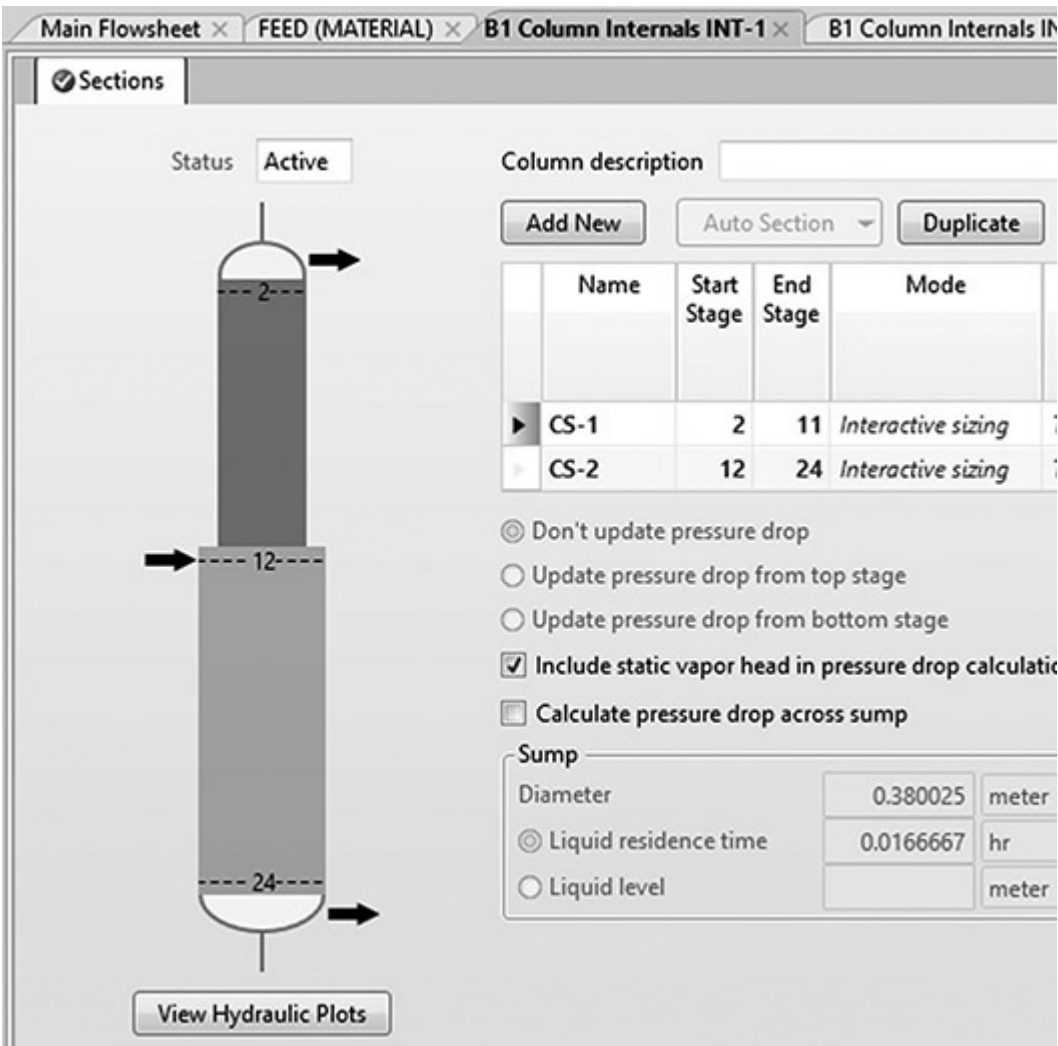 Main Flowsheet × FEED (MATERIAL) × B1 Column Internals INT-1 × B1 Column Internals IN
Sections
Status Active
Column description
Add New Auto Section Duplicate
Name Start Stage End Stage Mode
CS-1 2 11 Interactive sizing
CS-2 12 24 Interactive sizing
Don't update pressure drop
Update pressure drop from top stage
Update pressure drop from bottom stage
Include static vapor head in pressure drop calculatio
Calculate pressure drop across sump
Sump
Diameter 0.380025 meter
Liquid residence time 0.0166667 hr
Liquid level meter
2
12
24
View Hydraulic Plots